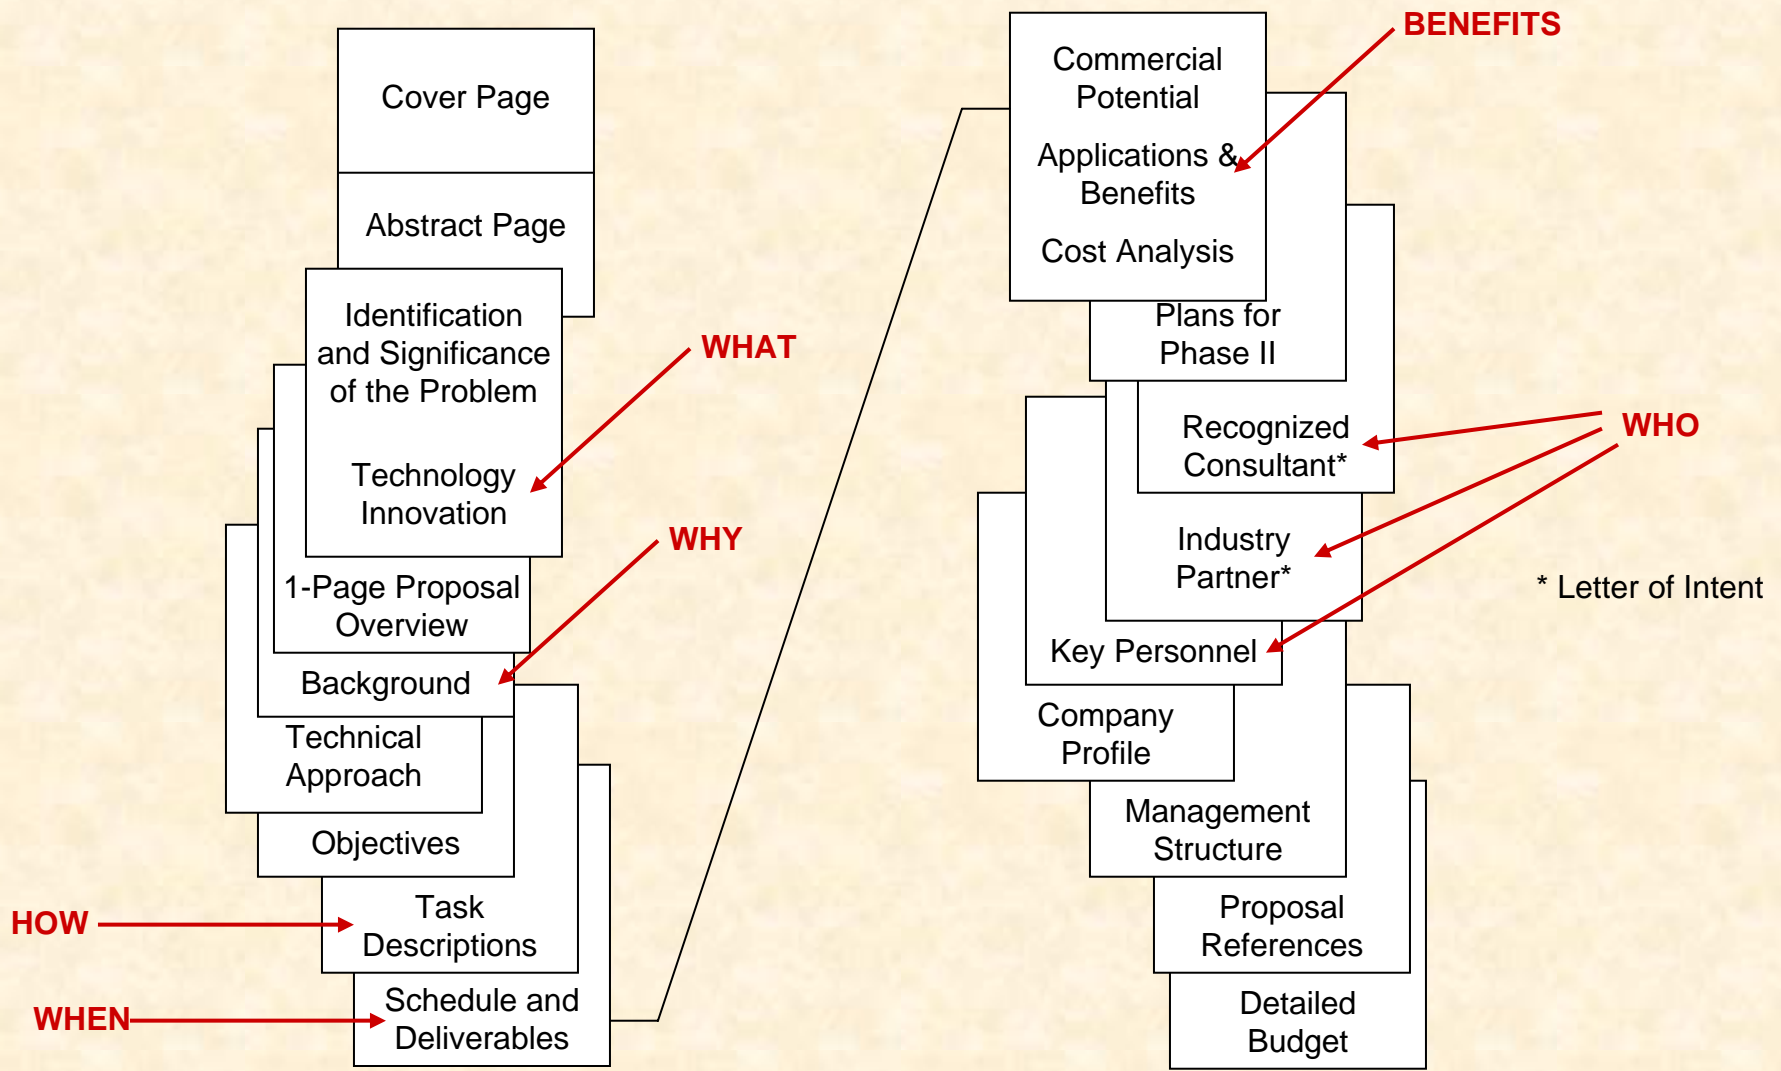 Cover Page
Abstract Page
Identification
and Significance
of the Problem
Technology
Innovation
WHAT
1-Page Proposal
Overview
WHY
Background
Technical
Approach
Objectives
HOW
Task
Descriptions
WHEN
Schedule and
Deliverables
BENEFITS
Commercial
Potential
Applications &
Benefits
Cost Analysis
Plans for
Phase II
WHO
Recognized
Consultant*
Industry
Partner*
* Letter of Intent
Key Personnel
Company
Profile
Management
Structure
Proposal
References
Detailed
Budget